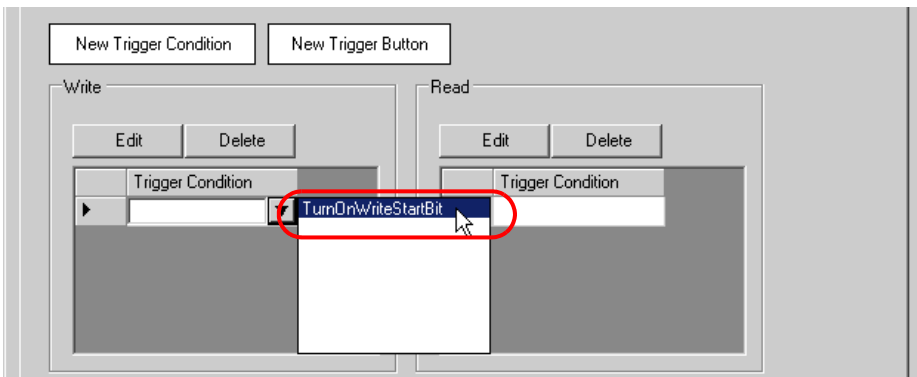 New Trigger Condition New Trigger Button
Write Read
Edit Delete Edit Delete
Trigger Condition Trigger Condition
TurnOnWriteStartBit